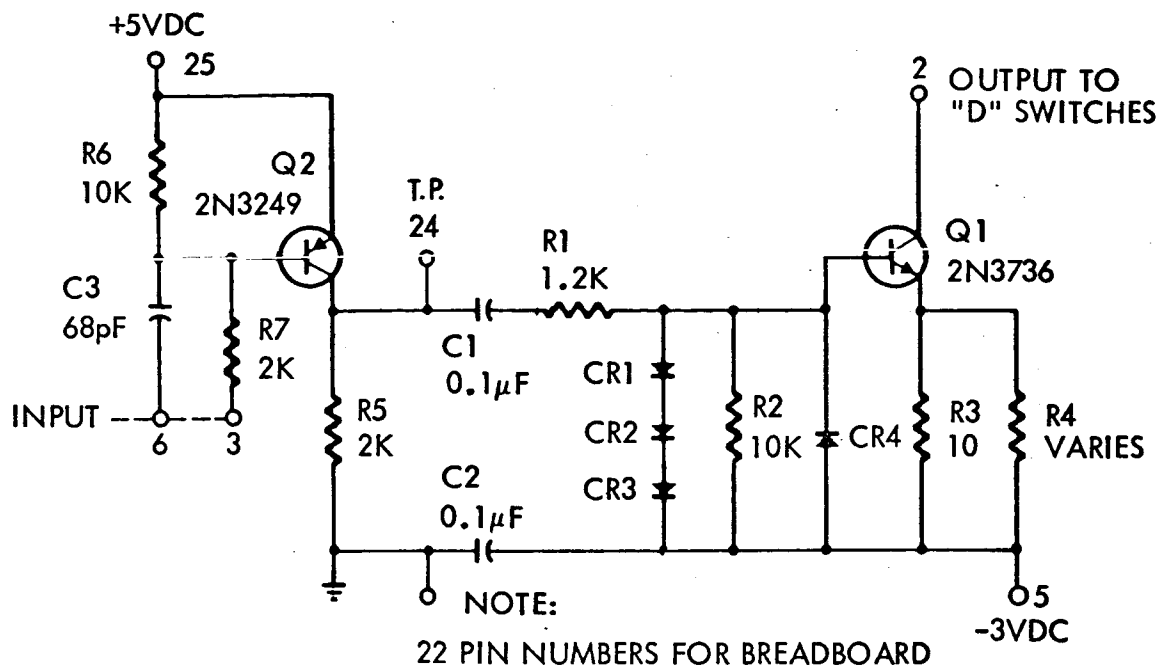 +5VDC
25
2
OUTPUT TO
"D" SWITCHES
R6
10K
Q2
2N3249
T.P.
24
R1
1.2K
Q1
2N3736
C3
68pF
R7
2K
C1
0.1μF
CR1
CR2
CR3
R2
10K
CR4
R3
10
R4
VARIES
INPUT
6
3
R5
2K
C2
0.1μF
5
-3VDC
NOTE:
22 PIN NUMBERS FOR BREADBOARD